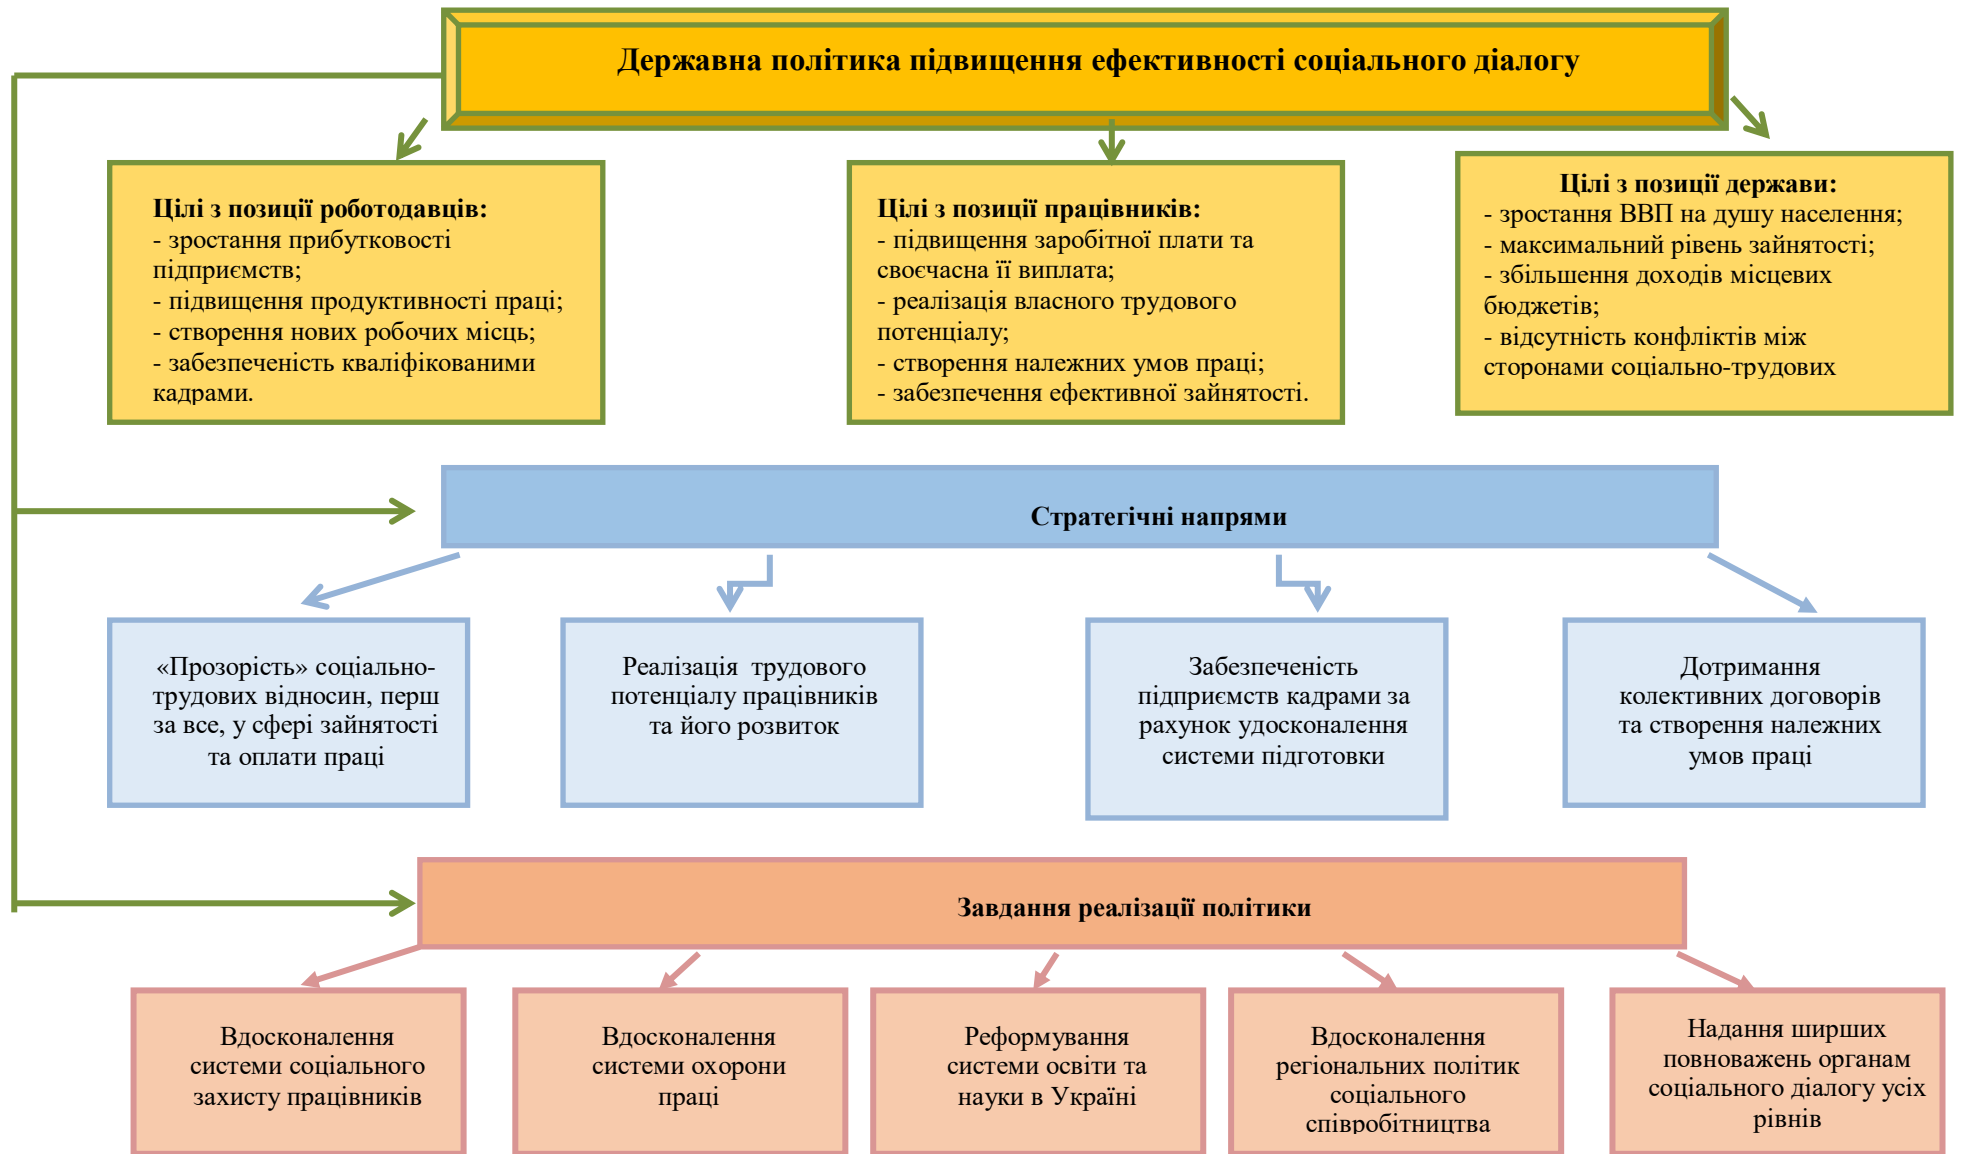 Державна політика підвищення ефективності соціального діалогу
Цілі з позиції роботодавців:
- зростання прибутковості
підприємств;
- підвищення продуктивності праці;
- створення нових робочих місць;
- забезпеченість кваліфікованими
кадрами.
Цілі з позиції працівників:
- підвищення заробітної плати та
своєчасна її виплата;
- реалізація власного трудового
потенціалу;
- створення належних умов праці;
- забезпечення ефективної зайнятості.
Цілі з позиції держави:
- зростання ВВП на душу населення;
- максимальний рівень зайнятості;
- збільшення доходів місцевих
бюджетів;
- відсутність конфліктів між
сторонами соціально-трудових
Стратегічні напрями
«Прозорість» соціально-
трудових відносин, перш
за все, у сфері зайнятості
та оплати праці
Реалізація трудового
потенціалу працівників
та його розвиток
Забезпеченість
підприємств кадрами за
рахунок удосконалення
системи підготовки
Дотримання
колективних договорів
та створення належних
умов праці
Завдання реалізації політики
Вдосконалення
системи соціального
захисту працівників
Вдосконалення
системи охорони
праці
Реформування
системи освіти та
науки в Україні
Вдосконалення
регіональних політик
соціального
співробітництва
Надання ширших
повноважень органам
соціального діалогу усіх
рівнів